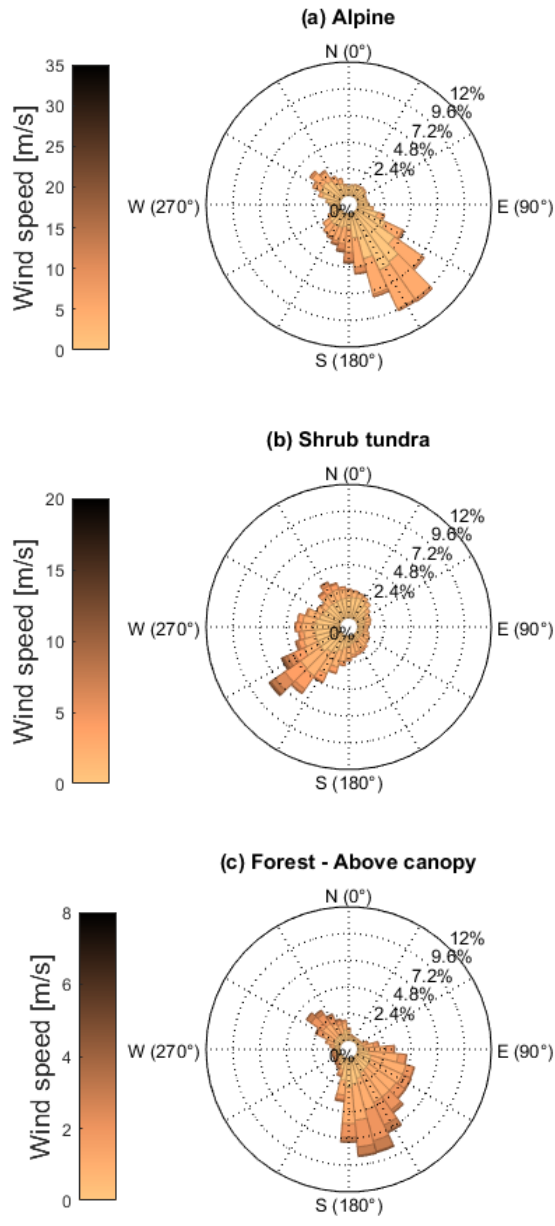 (a) Alpine
N (0°)
35
30
25
20
15
10
5
0
Wind speed [m/s]
12%
9.6%
7.2%
4.8%
2.4%
0%
W (270°)
E (90°)
S (180°)
(b) Shrub tundra
N (0°)
20
15
10
5
0
Wind speed [m/s]
12%
9.6%
7.2%
4.8%
2.4%
0%
W (270°)
E (90°)
S (180°)
(c) Forest - Above canopy
N (0°)
8
6
4
2
0
Wind speed [m/s]
12%
9.6%
7.2%
4.8%
2.4%
0%
W (270°)
E (90°)
S (180°)